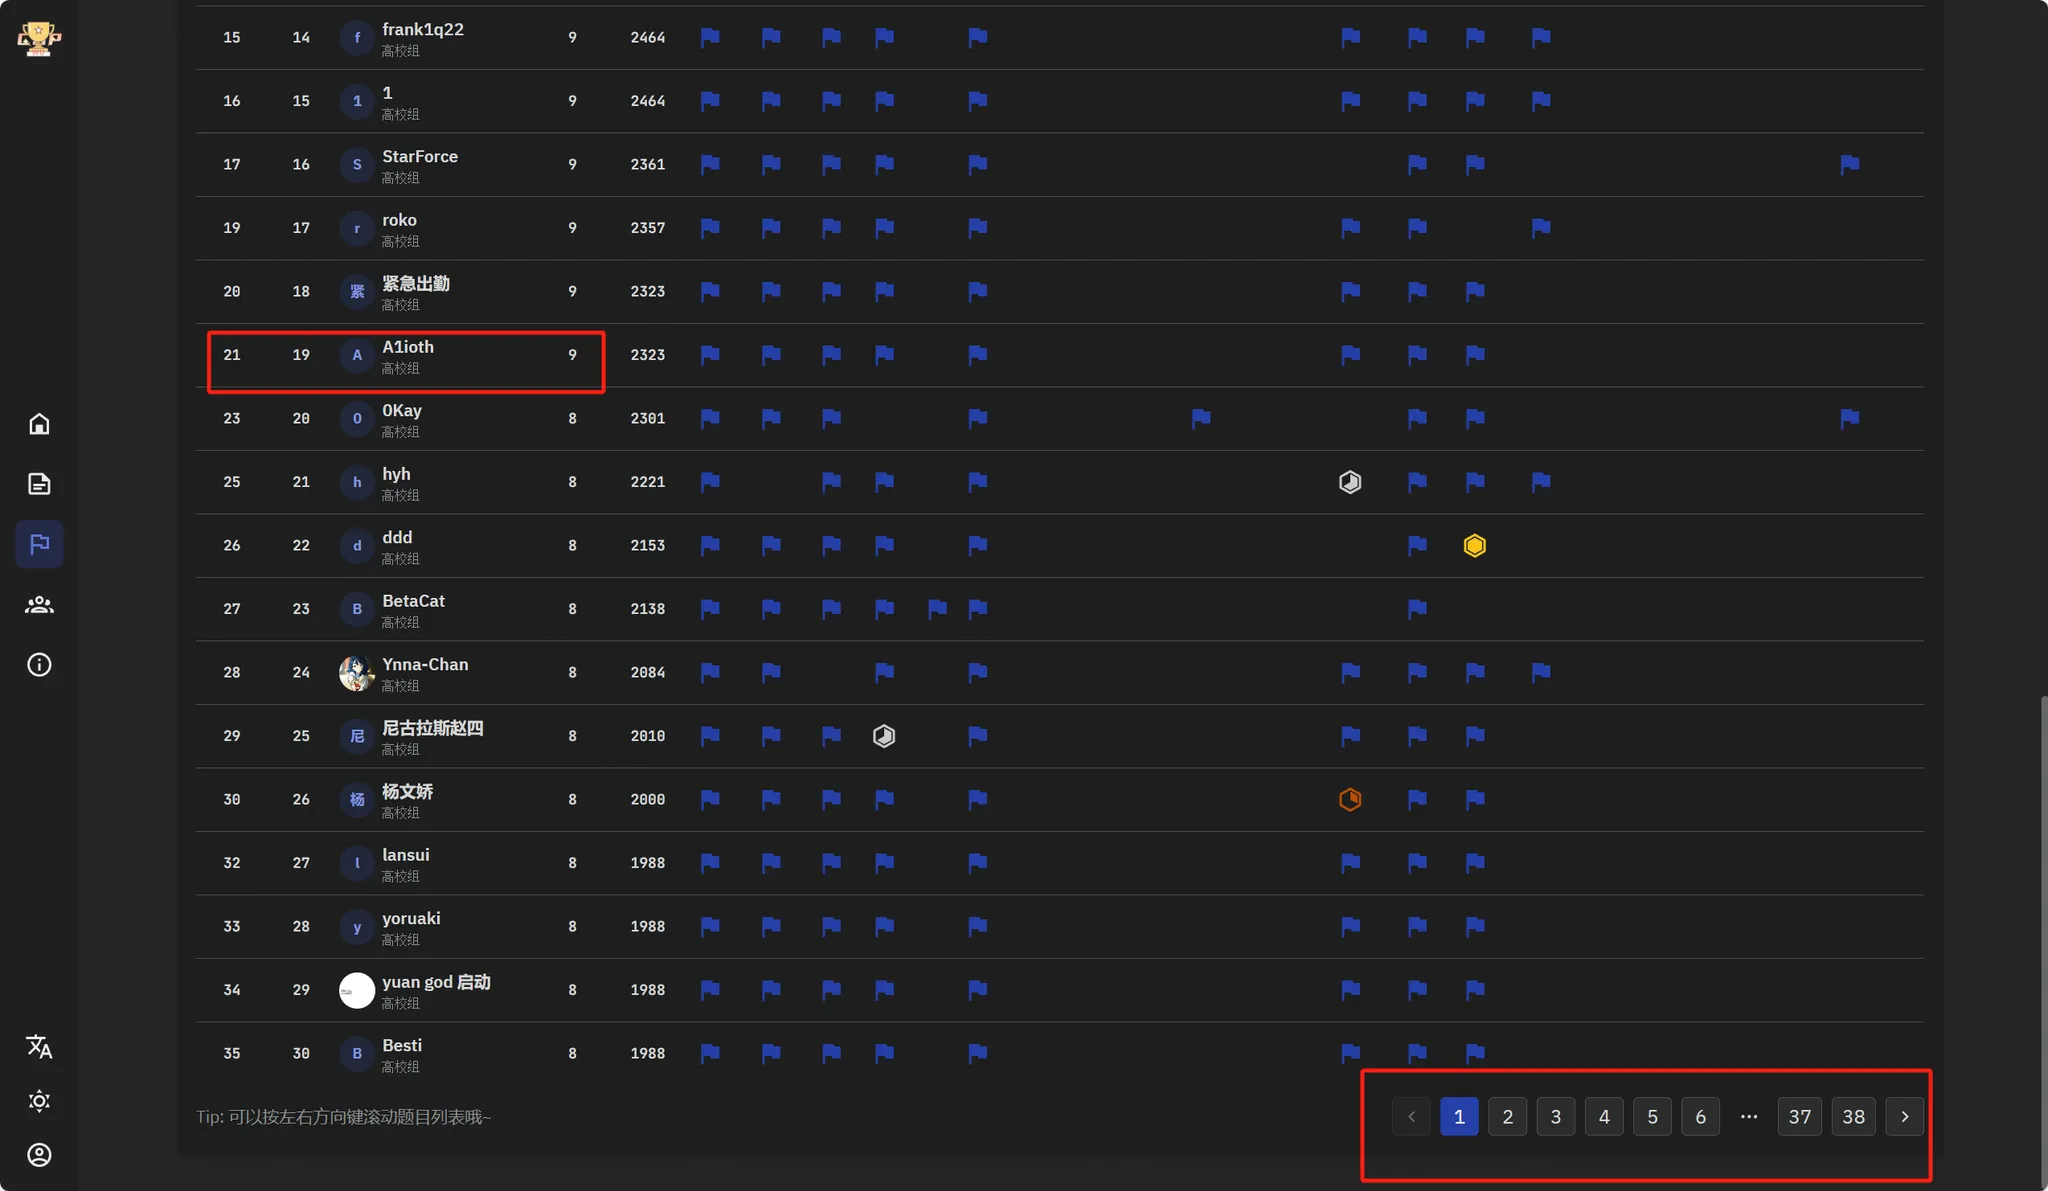 15 14 f frank1q22 9 2464
高校组
16 15 1 1 9 2464
高校组
17 16 S StarForce 9 2361
高校组
19 17 r roko 9 2357
高校组
20 18 紧 紧急出勤 9 2323
高校组
21 19 A A1ioth 9 2323
高校组
23 20 0 0Kay 8 2301
高校组
25 21 h hyh 8 2221
高校组
26 22 d ddd 8 2153
高校组
27 23 B BetaCat 8 2138
高校组
28 24 Ynna-Chan 8 2084
高校组
29 25 尼 尼古拉斯赵四 8 2010
高校组
30 26 杨 杨文娇 8 2000
高校组
32 27 l lansui 8 1988
高校组
33 28 y yoruaki 8 1988
高校组
34 29 yuan god 启动 8 1988
高校组
35 30 B Besti 8 1988
高校组
Tip: 可以按左右方向键滚动题目列表哦~ 1 2 3 4 5 6 ··· 37 38